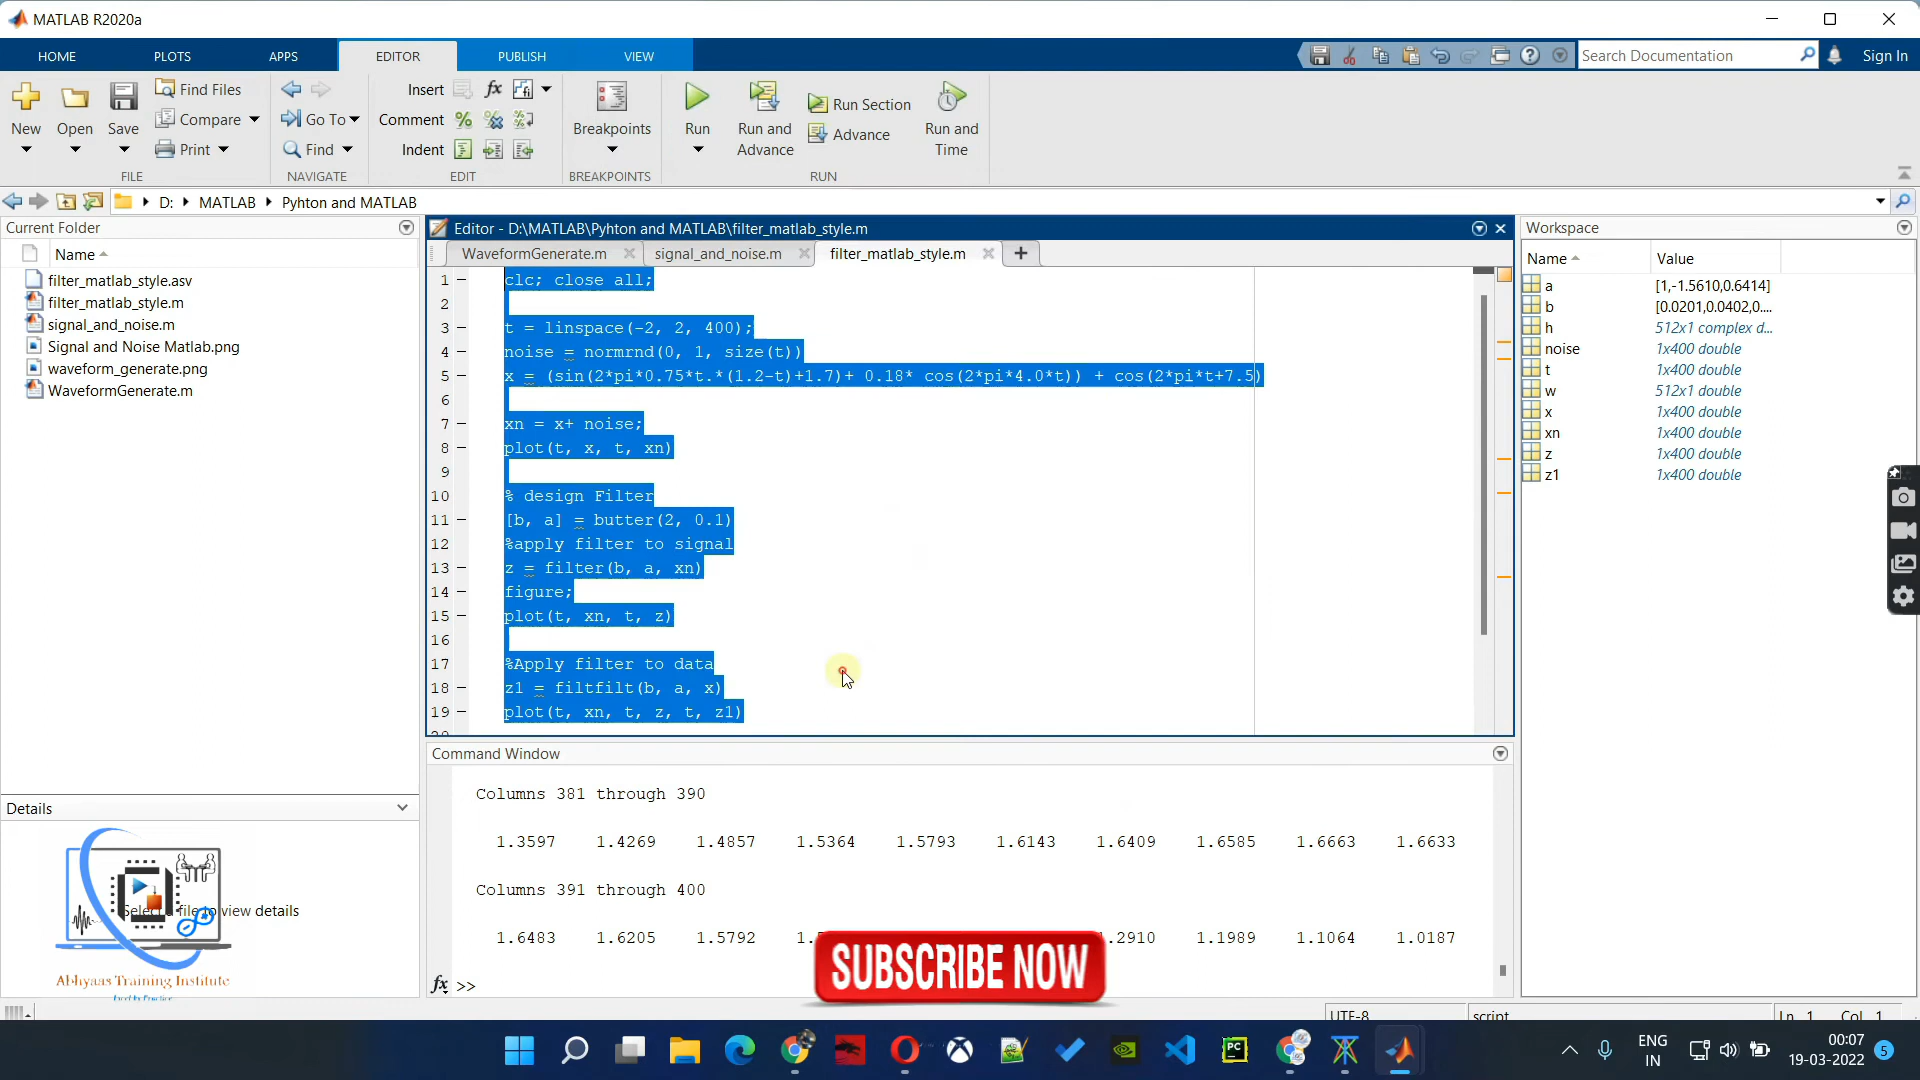 MATLAB R2020a
HOME PLOTS APPS EDITOR PUBLISH VIEW
Search Documentation
Sign In
New Open Save
Find Files
Compare
Print
Go To
Find
Insert
Comment
Indent
Breakpoints
Run
Run and Advance
Run Section
Advance
Run and Time
FILE NAVIGATE EDIT BREAKPOINTS RUN
D: MATLAB Pyhton and MATLAB
Current Folder
Name
filter_matlab_style.asv
filter_matlab_style.m
signal_and_noise.m
Signal and Noise Matlab.png
waveform_generate.png
WaveformGenerate.m
Details
Select a file to view details
Abhyaas Training Institute
Editor - D:\MATLAB\Pyhton and MATLAB\filter_matlab_style.m
WaveformGenerate.m signal_and_noise.m filter_matlab_style.m
1 clc; close all;
2
3 t = linspace(-2, 2, 400);
4 noise = normrnd(0, 1, size(t))
5 x = (sin(2*pi*0.75*t.*(1.2-t)+1.7)+ 0.18* cos(2*pi*4.0*t)) + cos(2*pi*t+7.5)
6
7 xn = x+ noise;
8 plot(t, x, t, xn)
9
10 % design Filter
11 [b, a] = butter(2, 0.1)
12 %apply filter to signal
13 z = filter(b, a, xn)
14 figure;
15 plot(t, xn, t, z)
16
17 %Apply filter to data
18 z1 = filtfilt(b, a, x)
19 plot(t, xn, t, z, t, z1)
Command Window
Columns 381 through 390
1.3597 1.4269 1.4857 1.5364 1.5793 1.6143 1.6409 1.6585 1.6663 1.6633
Columns 391 through 400
1.6483 1.6205 1.5792 .2910 1.1989 1.1064 1.0187
fx >>
SUBSCRIBE NOW
Workspace
Name Value
a [1,-1.5610,0.6414]
b [0.0201,0.0402,0....
h 512x1 complex d...
noise 1x400 double
t 1x400 double
w 512x1 double
x 1x400 double
xn 1x400 double
z 1x400 double
z1 1x400 double
UTF-8 script Ln 1 Col 1
ENG
IN
00:07
19-03-2022
5